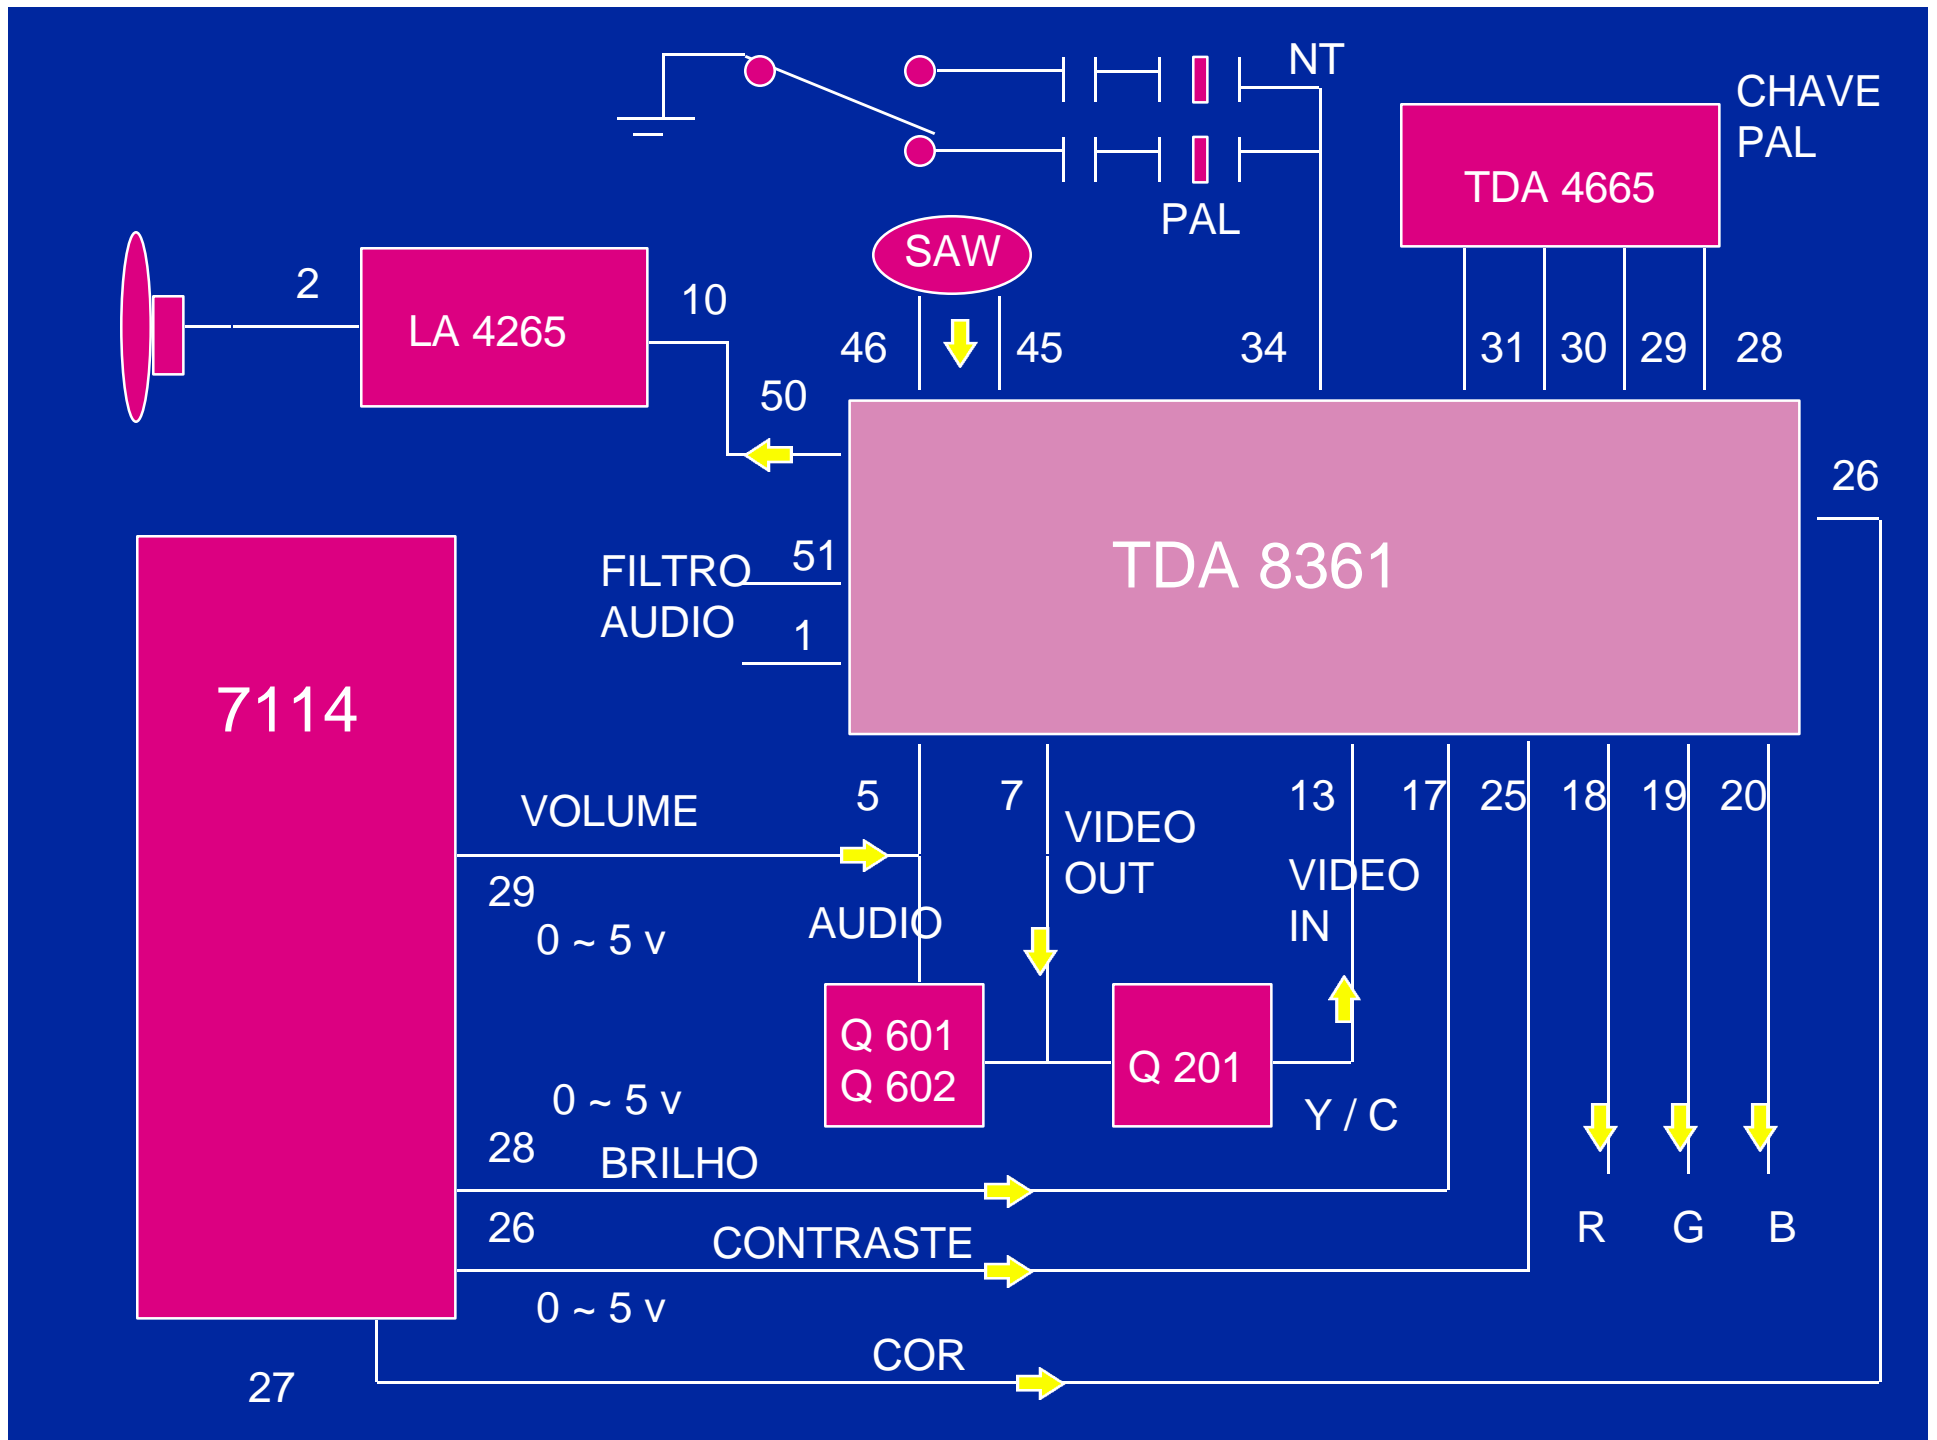 NT
CHAVE
PAL
TDA 4665
PAL
SAW
2
LA 4265
10
46
45
34
31
30
29
28
50
26
51
FILTRO
AUDIO
1
TDA 8361
7114
VOLUME
5
7
13
17
25
18
19
20
VIDEO
OUT
VIDEO
IN
29
0 ~ 5 v
AUDIO
Q 601
Q 602
Q 201
Y / C
0 ~ 5 v
28
BRILHO
26
CONTRASTE
R
G
B
0 ~ 5 v
COR
27